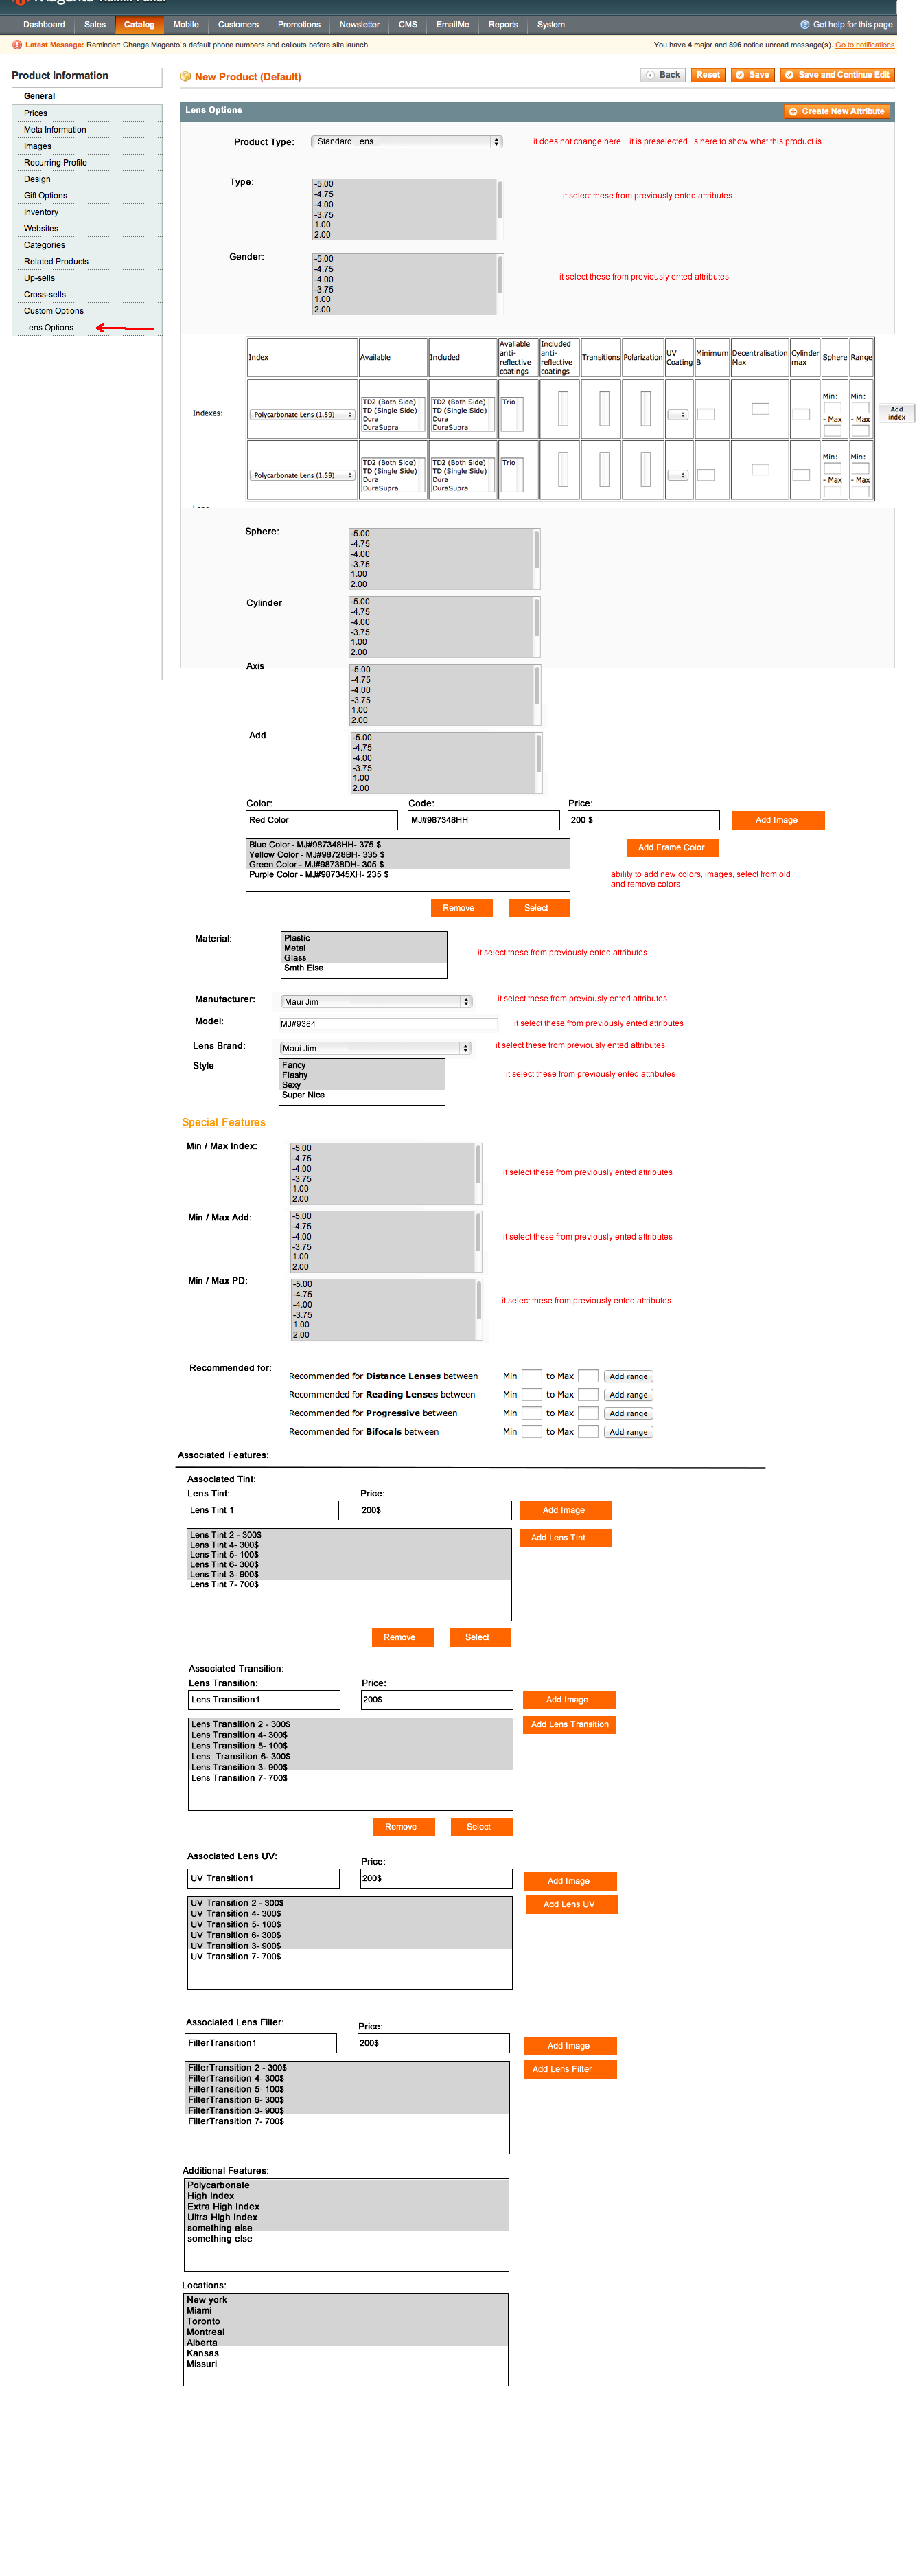 Dashboard Sales Catalog Mobile Customers Promotions Newsletter CMS EmailMe Reports System Get help for this page
Latest Message: Reminder: Change Magento`s default phone numbers and callouts before site launch You have 4 major and 896 notice unread message(s). Go to notifications
Product Information
General
Prices
Meta Information
Images
Recurring Profile
Design
Gift Options
Inventory
Websites
Categories
Related Products
Up-sells
Cross-sells
Custom Options
Lens Options
New Product (Default) Back Reset Save Save and Continue Edit
Lens Options Create New Attribute
Product Type: Standard Lens it does not change here... it is preselected. Is here to show what this product is.
Type:
-5.00
-4.75
-4.00
-3.75
1.00
2.00
it select these from previously ented attributes
Gender:
-5.00
-4.75
-4.00
-3.75
1.00
2.00
it select these from previously ented attributes
Indexes:
Index
Available
Included
Avaliable anti-reflective coatings
Included anti-reflective coatings
Transitions
Polarization
UV Coating
Minimum B
Decentralisation Max
Cylinder max
Sphere
Range
Polycarbonate Lens (1.59)
TD2 (Both Side)
TD (Single Side)
Dura
DuraSupra
TD2 (Both Side)
TD (Single Side)
Dura
DuraSupra
Trio
Min:
- Max
Min:
- Max
Add index
Polycarbonate Lens (1.59)
TD2 (Both Side)
TD (Single Side)
Dura
DuraSupra
TD2 (Both Side)
TD (Single Side)
Dura
DuraSupra
Trio
Min:
- Max
Min:
- Max
Sphere:
-5.00
-4.75
-4.00
-3.75
1.00
2.00
Cylinder
-5.00
-4.75
-4.00
-3.75
1.00
2.00
Axis
-5.00
-4.75
-4.00
-3.75
1.00
2.00
Add
-5.00
-4.75
-4.00
-3.75
1.00
2.00
Color: Code: Price:
Red Color MJ#987348HH 200 $ Add Image
Blue Color - MJ#987348HH- 375 $
Yellow Color - MJ#98728BH- 335 $
Green Color - MJ#98738DH- 305 $
Purple Color - MJ#987345XH- 235 $
Add Frame Color
ability to add new colors, images, select from old
and remove colors
Remove Select
Material:
Plastic
Metal
Glass
Smth Else
it select these from previously ented attributes
Manufacturer: Maui Jim it select these from previously ented attributes
Model: MJ#9384 it select these from previously ented attributes
Lens Brand: Maui Jim it select these from previously ented attributes
Style
Fancy
Flashy
Sexy
Super Nice
it select these from previously ented attributes
Special Features
Min / Max Index:
-5.00
-4.75
-4.00
-3.75
1.00
2.00
it select these from previously ented attributes
Min / Max Add:
-5.00
-4.75
-4.00
-3.75
1.00
2.00
it select these from previously ented attributes
Min / Max PD:
-5.00
-4.75
-4.00
-3.75
1.00
2.00
it select these from previously ented attributes
Recommended for:
Recommended for Distance Lenses between Min to Max Add range
Recommended for Reading Lenses between Min to Max Add range
Recommended for Progressive between Min to Max Add range
Recommended for Bifocals between Min to Max Add range
Associated Features:
Associated Tint:
Lens Tint: Price:
Lens Tint 1 200$ Add Image
Lens Tint 2 - 300$
Lens Tint 4- 300$
Lens Tint 5- 100$
Lens Tint 6- 300$
Lens Tint 3- 900$
Lens Tint 7- 700$
Add Lens Tint
Remove Select
Associated Transition:
Lens Transition: Price:
Lens Transition1 200$ Add Image
Lens Transition 2 - 300$
Lens Transition 4- 300$
Lens Transition 5- 100$
Lens Transition 6- 300$
Lens Transition 3- 900$
Lens Transition 7- 700$
Add Lens Transition
Remove Select
Associated Lens UV:
Price:
UV Transition1 200$ Add Image
UV Transition 2 - 300$
UV Transition 4- 300$
UV Transition 5- 100$
UV Transition 6- 300$
UV Transition 3- 900$
UV Transition 7- 700$
Add Lens UV
Associated Lens Filter:
Price:
FilterTransition1 200$ Add Image
FilterTransition 2 - 300$
FilterTransition 4- 300$
FilterTransition 5- 100$
FilterTransition 6- 300$
FilterTransition 3- 900$
FilterTransition 7- 700$
Add Lens Filter
Additional Features:
Polycarbonate
High Index
Extra High Index
Ultra High Index
something else
something else
Locations:
New york
Miami
Toronto
Montreal
Alberta
Kansas
Missuri